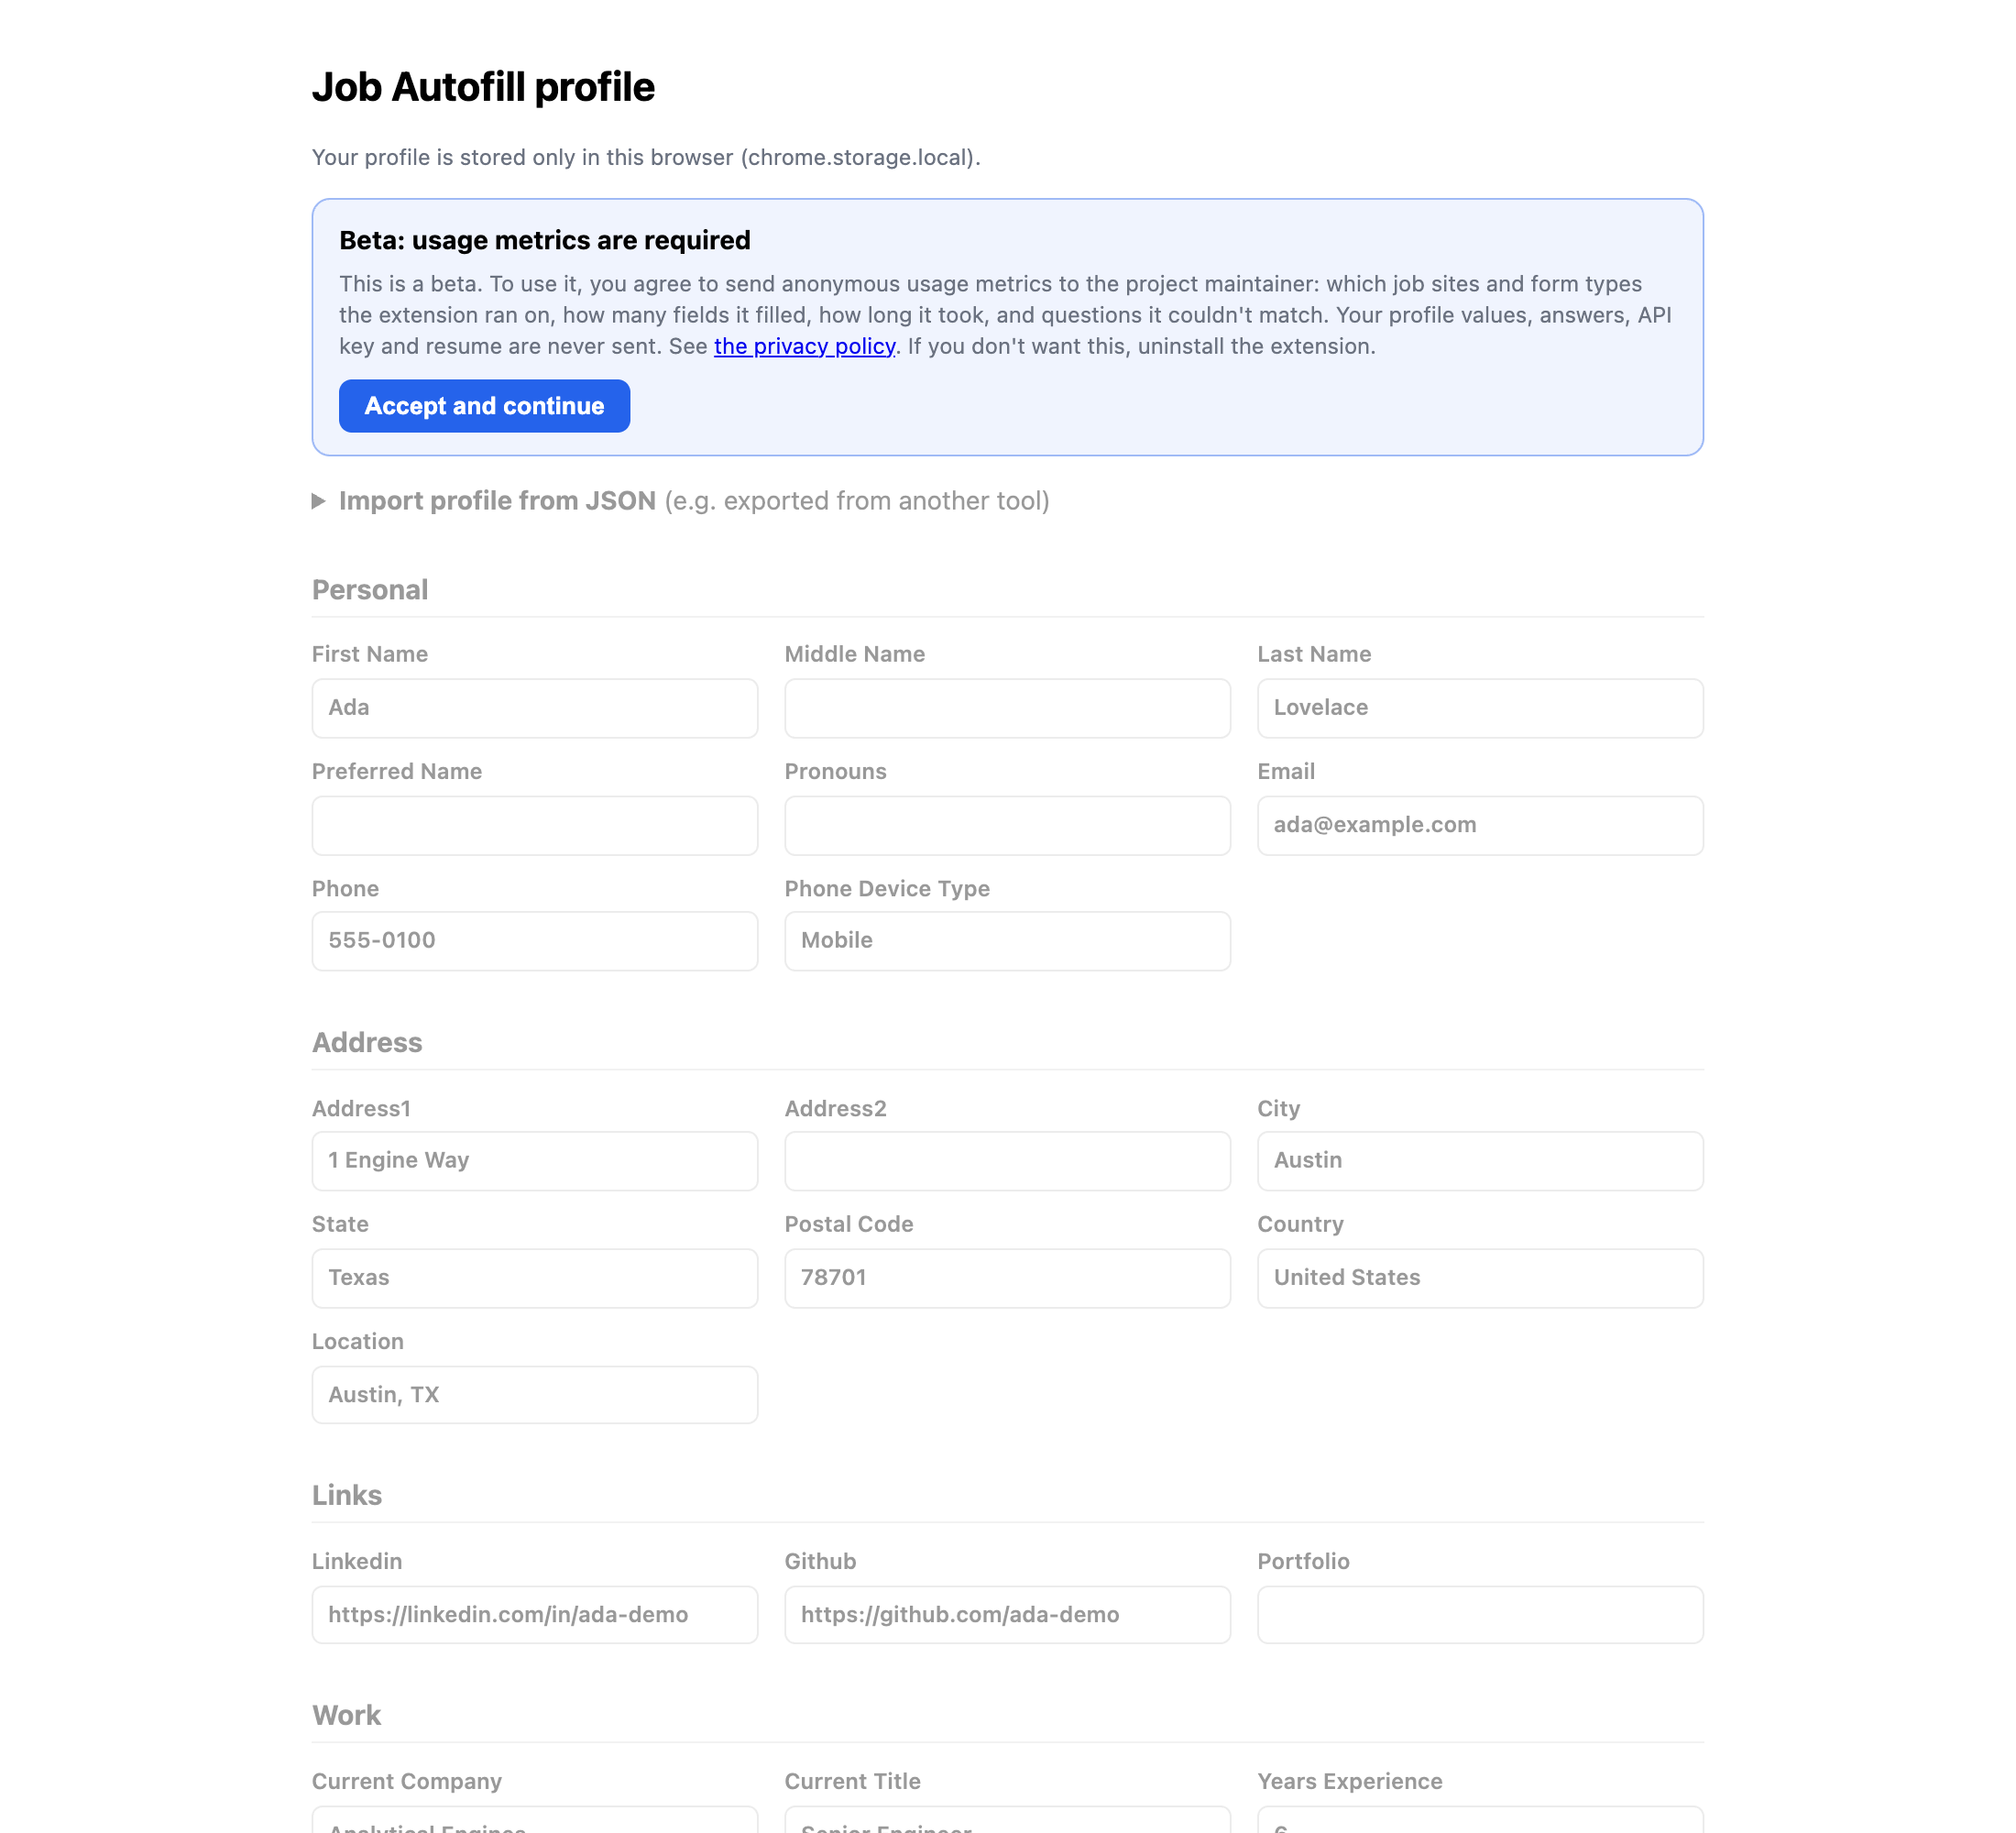 Job Autofill profile
Your profile is stored only in this browser (chrome.storage.local).
Beta: usage metrics are required
This is a beta. To use it, you agree to send anonymous usage metrics to the project maintainer: which job sites and form types
the extension ran on, how many fields it filled, how long it took, and questions it couldn't match. Your profile values, answers, API
key and resume are never sent. See the privacy policy. If you don't want this, uninstall the extension.
Accept and continue
Import profile from JSON (e.g. exported from another tool)
Personal
First Name Middle Name Last Name
Ada Lovelace
Preferred Name Pronouns Email
ada@example.com
Phone Phone Device Type
555-0100 Mobile
Address
Address1 Address2 City
1 Engine Way Austin
State Postal Code Country
Texas 78701 United States
Location
Austin, TX
Links
Linkedin Github Portfolio
https://linkedin.com/in/ada-demo https://github.com/ada-demo
Work
Current Company Current Title Years Experience
Analytical Engines Senior Engineer 6